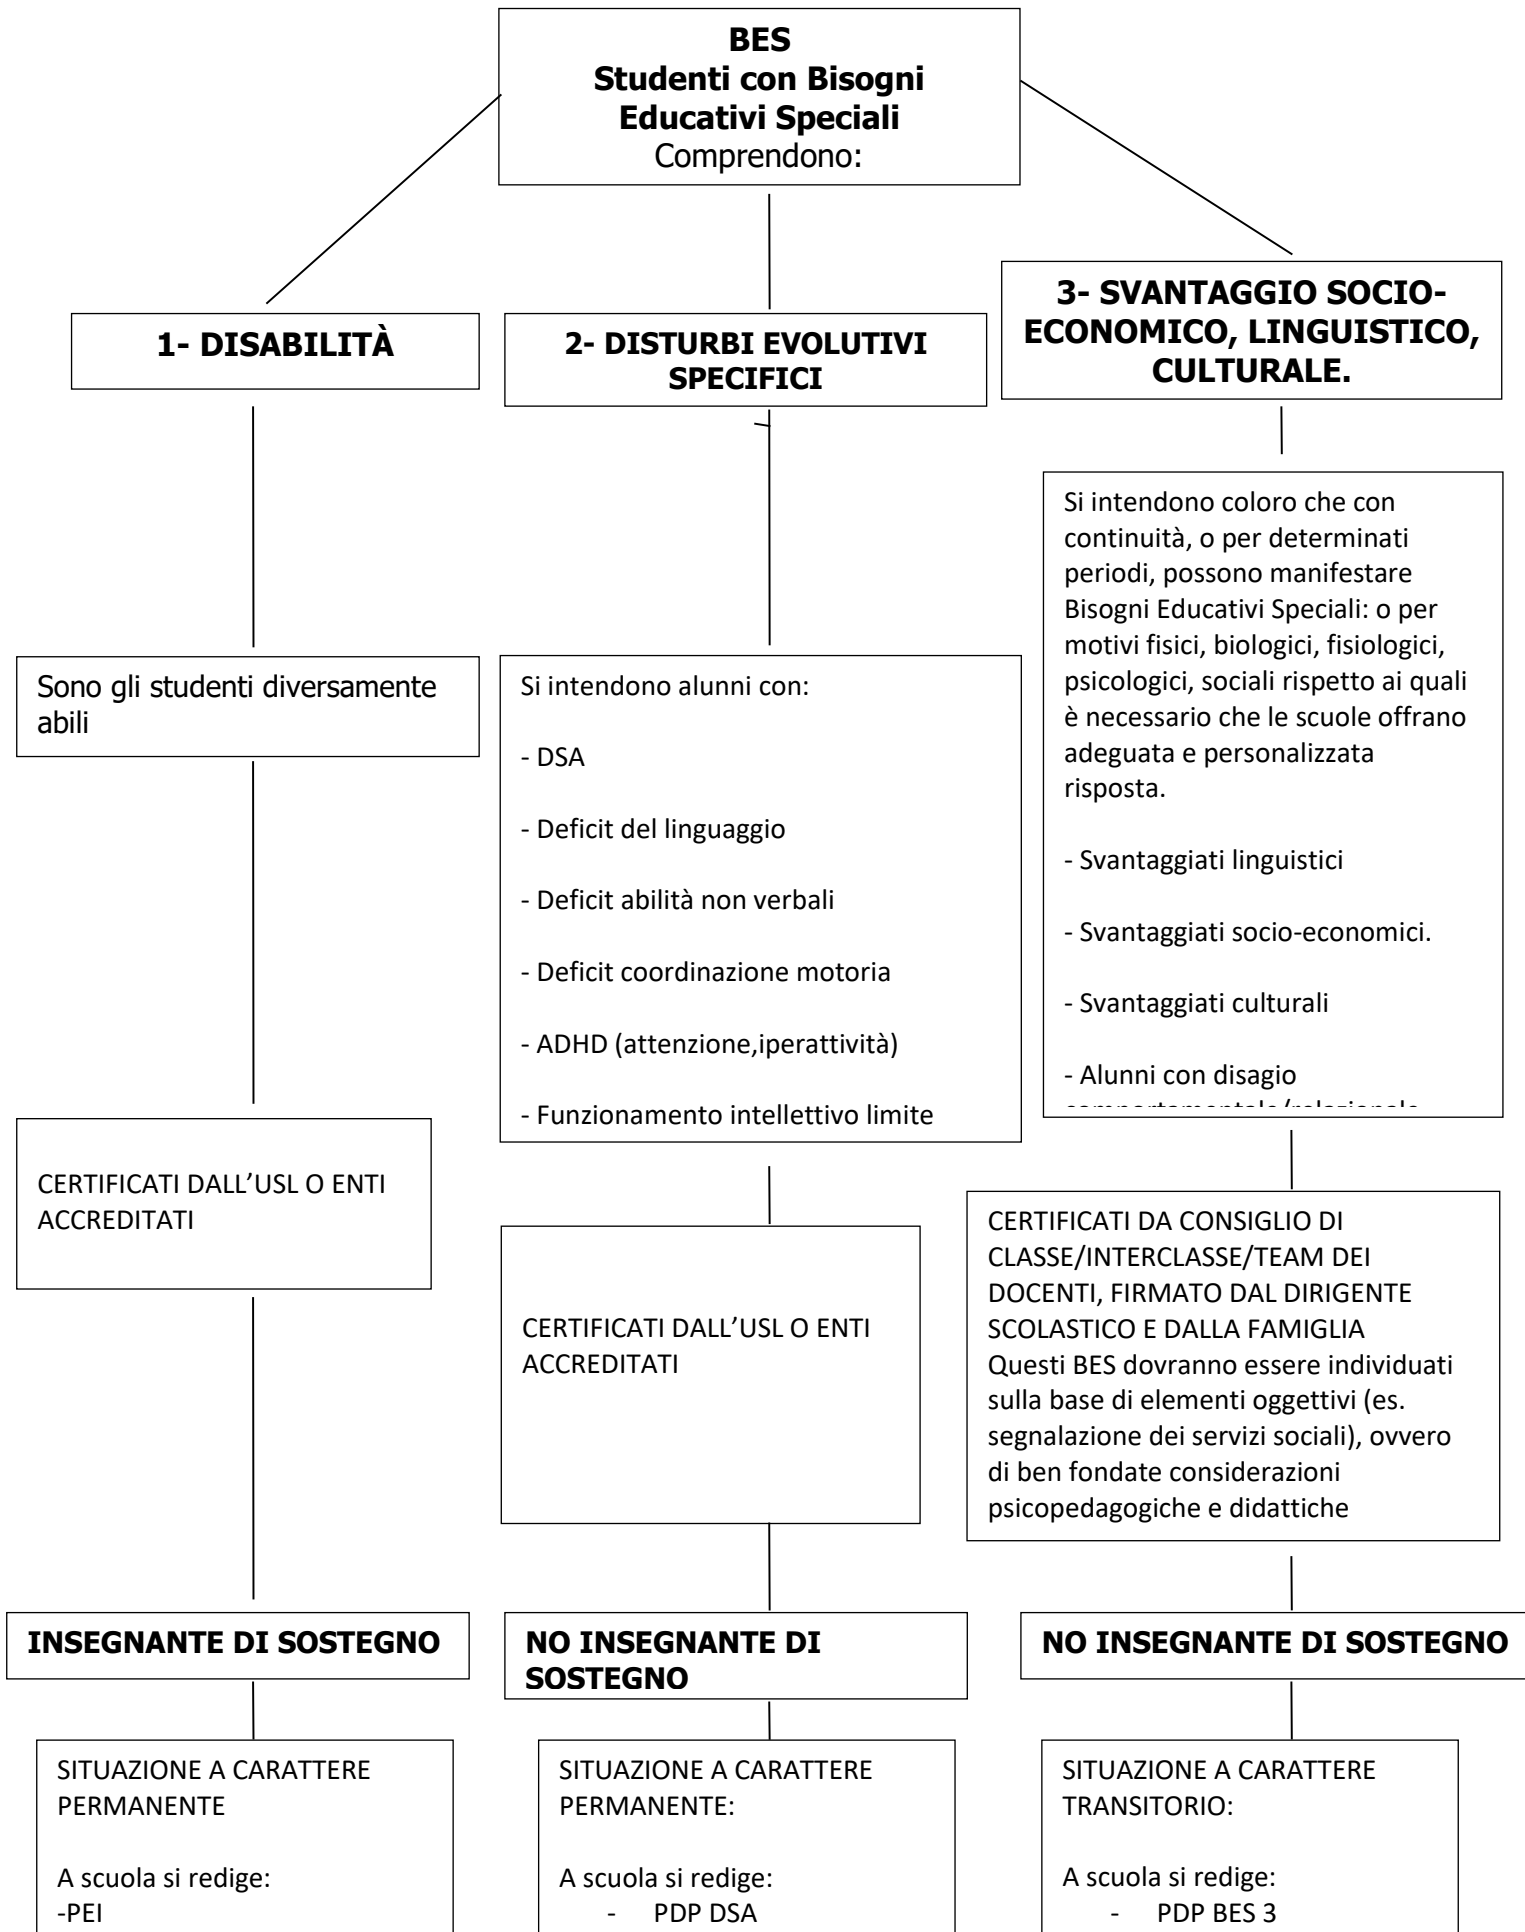 BES
Studenti con Bisogni
Educativi Speciali
Comprendono:
1- DISABILITÀ
2- DISTURBI EVOLUTIVI
SPECIFICI
3- SVANTAGGIO SOCIO-
ECONOMICO, LINGUISTICO,
CULTURALE.
Sono gli studenti diversamente
abili
Si intendono alunni con:
- DSA
- Deficit del linguaggio
- Deficit abilità non verbali
- Deficit coordinazione motoria
- ADHD (attenzione,iperattività)
- Funzionamento intellettivo limite
Si intendono coloro che con
continuità, o per determinati
periodi, possono manifestare
Bisogni Educativi Speciali: o per
motivi fisici, biologici, fisiologici,
psicologici, sociali rispetto ai quali
è necessario che le scuole offrano
adeguata e personalizzata
risposta.
- Svantaggiati linguistici
- Svantaggiati socio-economici.
- Svantaggiati culturali
- Alunni con disagio
CERTIFICATI DALL’USL O ENTI
ACCREDITATI
CERTIFICATI DALL’USL O ENTI
ACCREDITATI
CERTIFICATI DA CONSIGLIO DI
CLASSE/INTERCLASSE/TEAM DEI
DOCENTI, FIRMATO DAL DIRIGENTE
SCOLASTICO E DALLA FAMIGLIA
Questi BES dovranno essere individuati
sulla base di elementi oggettivi (es.
segnalazione dei servizi sociali), ovvero
di ben fondate considerazioni
psicopedagogiche e didattiche
INSEGNANTE DI SOSTEGNO
NO INSEGNANTE DI
SOSTEGNO
NO INSEGNANTE DI SOSTEGNO
SITUAZIONE A CARATTERE
PERMANENTE
A scuola si redige:
-PEI
SITUAZIONE A CARATTERE
PERMANENTE:
A scuola si redige:
- PDP DSA
SITUAZIONE A CARATTERE
TRANSITORIO:
A scuola si redige:
- PDP BES 3